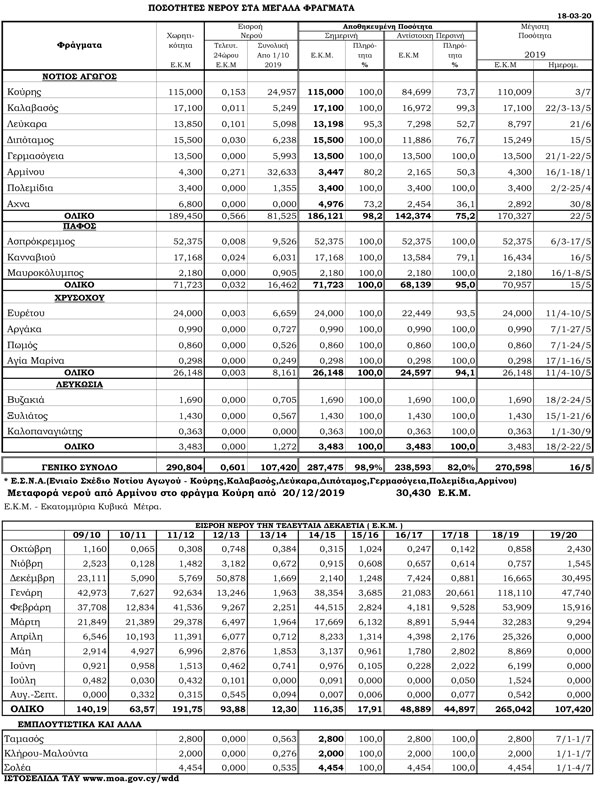 ΠΟΣΟΤΗΤΕΣ ΝΕΡΟΥ ΣΤΑ ΜΕΓΑΛΑ ΦΡΑΓΜΑΤΑ
18-03-20
Φράγματα Χωρητικότητα Ε.Κ.Μ Εισροή Νερού Αποθηκευμένη Ποσότητα Μέγιστη Ποσότητα
Τελευτ. 24ώρου Ε.Κ.Μ Συνολική Από 1/10 2019 Σημερινή Ε.Κ.Μ. Πληρότητα % Αντίστοιχη Περσινή Ε.Κ.Μ. Πληρότητα % 2019 Ε.Κ.Μ Ημερομ.
ΝΟΤΙΟΣ ΑΓΩΓΟΣ
Κούρης 115,000 0,153 24,957 115,000 100,0 84,699 73,7 110,009 3/7
Καλαβασός 17,100 0,011 5,249 17,100 100,0 16,972 99,3 17,100 22/3-13/5
Λεύκαρα 13,850 0,101 5,098 13,198 95,3 7,298 52,7 8,797 21/6
Διπόταμος 15,500 0,030 6,238 15,500 100,0 11,886 76,7 15,249 15/5
Γερμασόγεια 13,500 0,000 5,993 13,500 100,0 13,500 100,0 13,500 21/1-22/5
Αρμίνου 4,300 0,271 32,633 3,447 80,2 2,165 50,3 4,300 16/1-18/1
Πολεμίδια 3,400 0,000 1,355 3,400 100,0 3,400 100,0 3,400 2/2-25/4
Αχνα 6,800 0,000 0,000 4,976 73,2 2,454 36,1 2,892 30/8
ΟΛΙΚΟ 189,450 0,566 81,525 186,121 98,2 142,374 75,2 170,327 22/5
ΠΑΦΟΣ
Ασπρόκρεμμος 52,375 0,008 9,526 52,375 100,0 52,375 100,0 52,375 6/3-17/5
Κανναβιού 17,168 0,024 6,031 17,168 100,0 13,584 79,1 16,434 16/5
Μαυροκόλυμπος 2,180 0,000 0,905 2,180 100,0 2,180 100,0 2,180 16/1-8/5
ΟΛΙΚΟ 71,723 0,032 16,462 71,723 100,0 68,139 95,0 70,957 15/5
ΧΡΥΣΟΧΟΥ
Ευρέτου 24,000 0,003 6,659 24,000 100,0 22,449 93,5 24,000 11/4-10/5
Αργάκα 0,990 0,000 0,727 0,990 100,0 0,990 100,0 0,990 7/1-27/5
Πωμού 0,860 0,000 0,526 0,860 100,0 0,860 100,0 0,860 7/1-24/5
Αγία Μαρίνα 0,298 0,000 0,249 0,298 100,0 0,298 100,0 0,298 17/1-16/5
ΟΛΙΚΟ 26,148 0,003 8,161 26,148 100,0 24,597 94,1 26,148 11/4-10/5
ΛΕΥΚΩΣΙΑ
Βυζακιά 1,690 0,000 0,705 1,690 100,0 1,690 100,0 1,690 18/2-24/5
Ξυλιάτος 1,430 0,000 0,567 1,430 100,0 1,430 100,0 1,430 15/1-21/6
Καλοπαναγιώτης 0,363 0,000 0,000 0,363 100,0 0,363 100,0 0,363 1/1-30/9
ΟΛΙΚΟ 3,483 0,000 1,272 3,483 100,0 3,483 100,0 3,483 18/2-22/5
ΓΕΝΙΚΟ ΣΥΝΟΛΟ 290,804 0,601 107,420 287,475 98,9% 238,593 82,0% 270,598 16/5
* Ε.Σ.Ν.Α.(Ενιαίο Σχέδιο Νοτίου Αγωγού - Κούρης,Καλαβασός,Λεύκαρα,Διπόταμος,Γερμασόγεια,Πολεμίδια,Αρμίνου)
Μεταφορά νερού από Αρμίνου στο φράγμα Κούρη από 20/12/2019 30,430 Ε.Κ.Μ.
Ε.Κ.Μ. - Εκατομμύρια Κυβικά Μέτρα.
ΕΙΣΡΟΗ ΝΕΡΟΥ ΤΗΝ ΤΕΛΕΥΤΑΙΑ ΔΕΚΑΕΤΙΑ ( Ε.Κ.Μ. )
09/10 10/11 11/12 12/13 13/14 14/15 15/16 16/17 17/18 18/19 19/20
Οκτώβρη 1,160 0,065 0,308 0,748 0,384 0,315 1,024 0,247 0,142 0,858 2,430
Νιόβρη 2,523 0,128 1,482 3,182 0,672 0,915 0,608 0,657 0,614 0,757 1,545
Δεκέμβρη 23,111 5,090 5,769 50,878 1,669 2,140 1,248 7,424 0,881 16,665 30,495
Γενάρη 42,973 7,627 92,634 13,246 1,963 38,354 3,685 21,083 20,661 118,110 47,740
Φεβράρη 37,708 12,834 41,536 9,267 2,251 44,515 2,824 4,181 9,528 53,909 15,916
Μάρτη 21,849 21,389 29,378 6,497 1,964 17,669 6,132 8,891 5,944 32,283 9,294
Απρίλη 6,546 10,193 11,391 6,077 0,712 8,233 1,314 4,398 2,176 25,326 0,000
Μάη 2,914 4,927 6,996 2,876 1,853 3,137 0,961 1,780 2,802 8,869 0,000
Ιούνη 0,921 0,958 1,513 0,462 0,741 0,976 0,105 0,228 2,022 6,199 0,000
Ιούλη 0,482 0,030 0,432 0,101 0,000 0,091 0,000 0,000 0,050 1,524 0,000
Αυγ.-Σεπτ. 0,000 0,332 0,315 0,545 0,094 0,007 0,006 0,000 0,077 0,542 0,000
ΟΛΙΚΟ 140,19 63,57 191,75 93,88 12,30 116,35 17,91 48,889 44,897 265,042 107,420
ΕΜΠΛΟΥΤΙΣΤΙΚΑ ΚΑΙ ΑΛΛΑ
Ταμασός 2,800 0,000 0,563 2,800 100,0 2,800 100,0 2,800 7/1-1/7
Κλήρου-Μαλούντα 2,000 0,000 0,276 2,000 100,0 2,000 100,0 2,000 1/1-1/7
Σολέα 4,454 0,000 0,535 4,454 100,0 4,454 100,0 4,454 1/1-4/7
ΙΣΤΟΣΕΛΙΔΑ ΤΑΥ www.moa.gov.cy/wdd